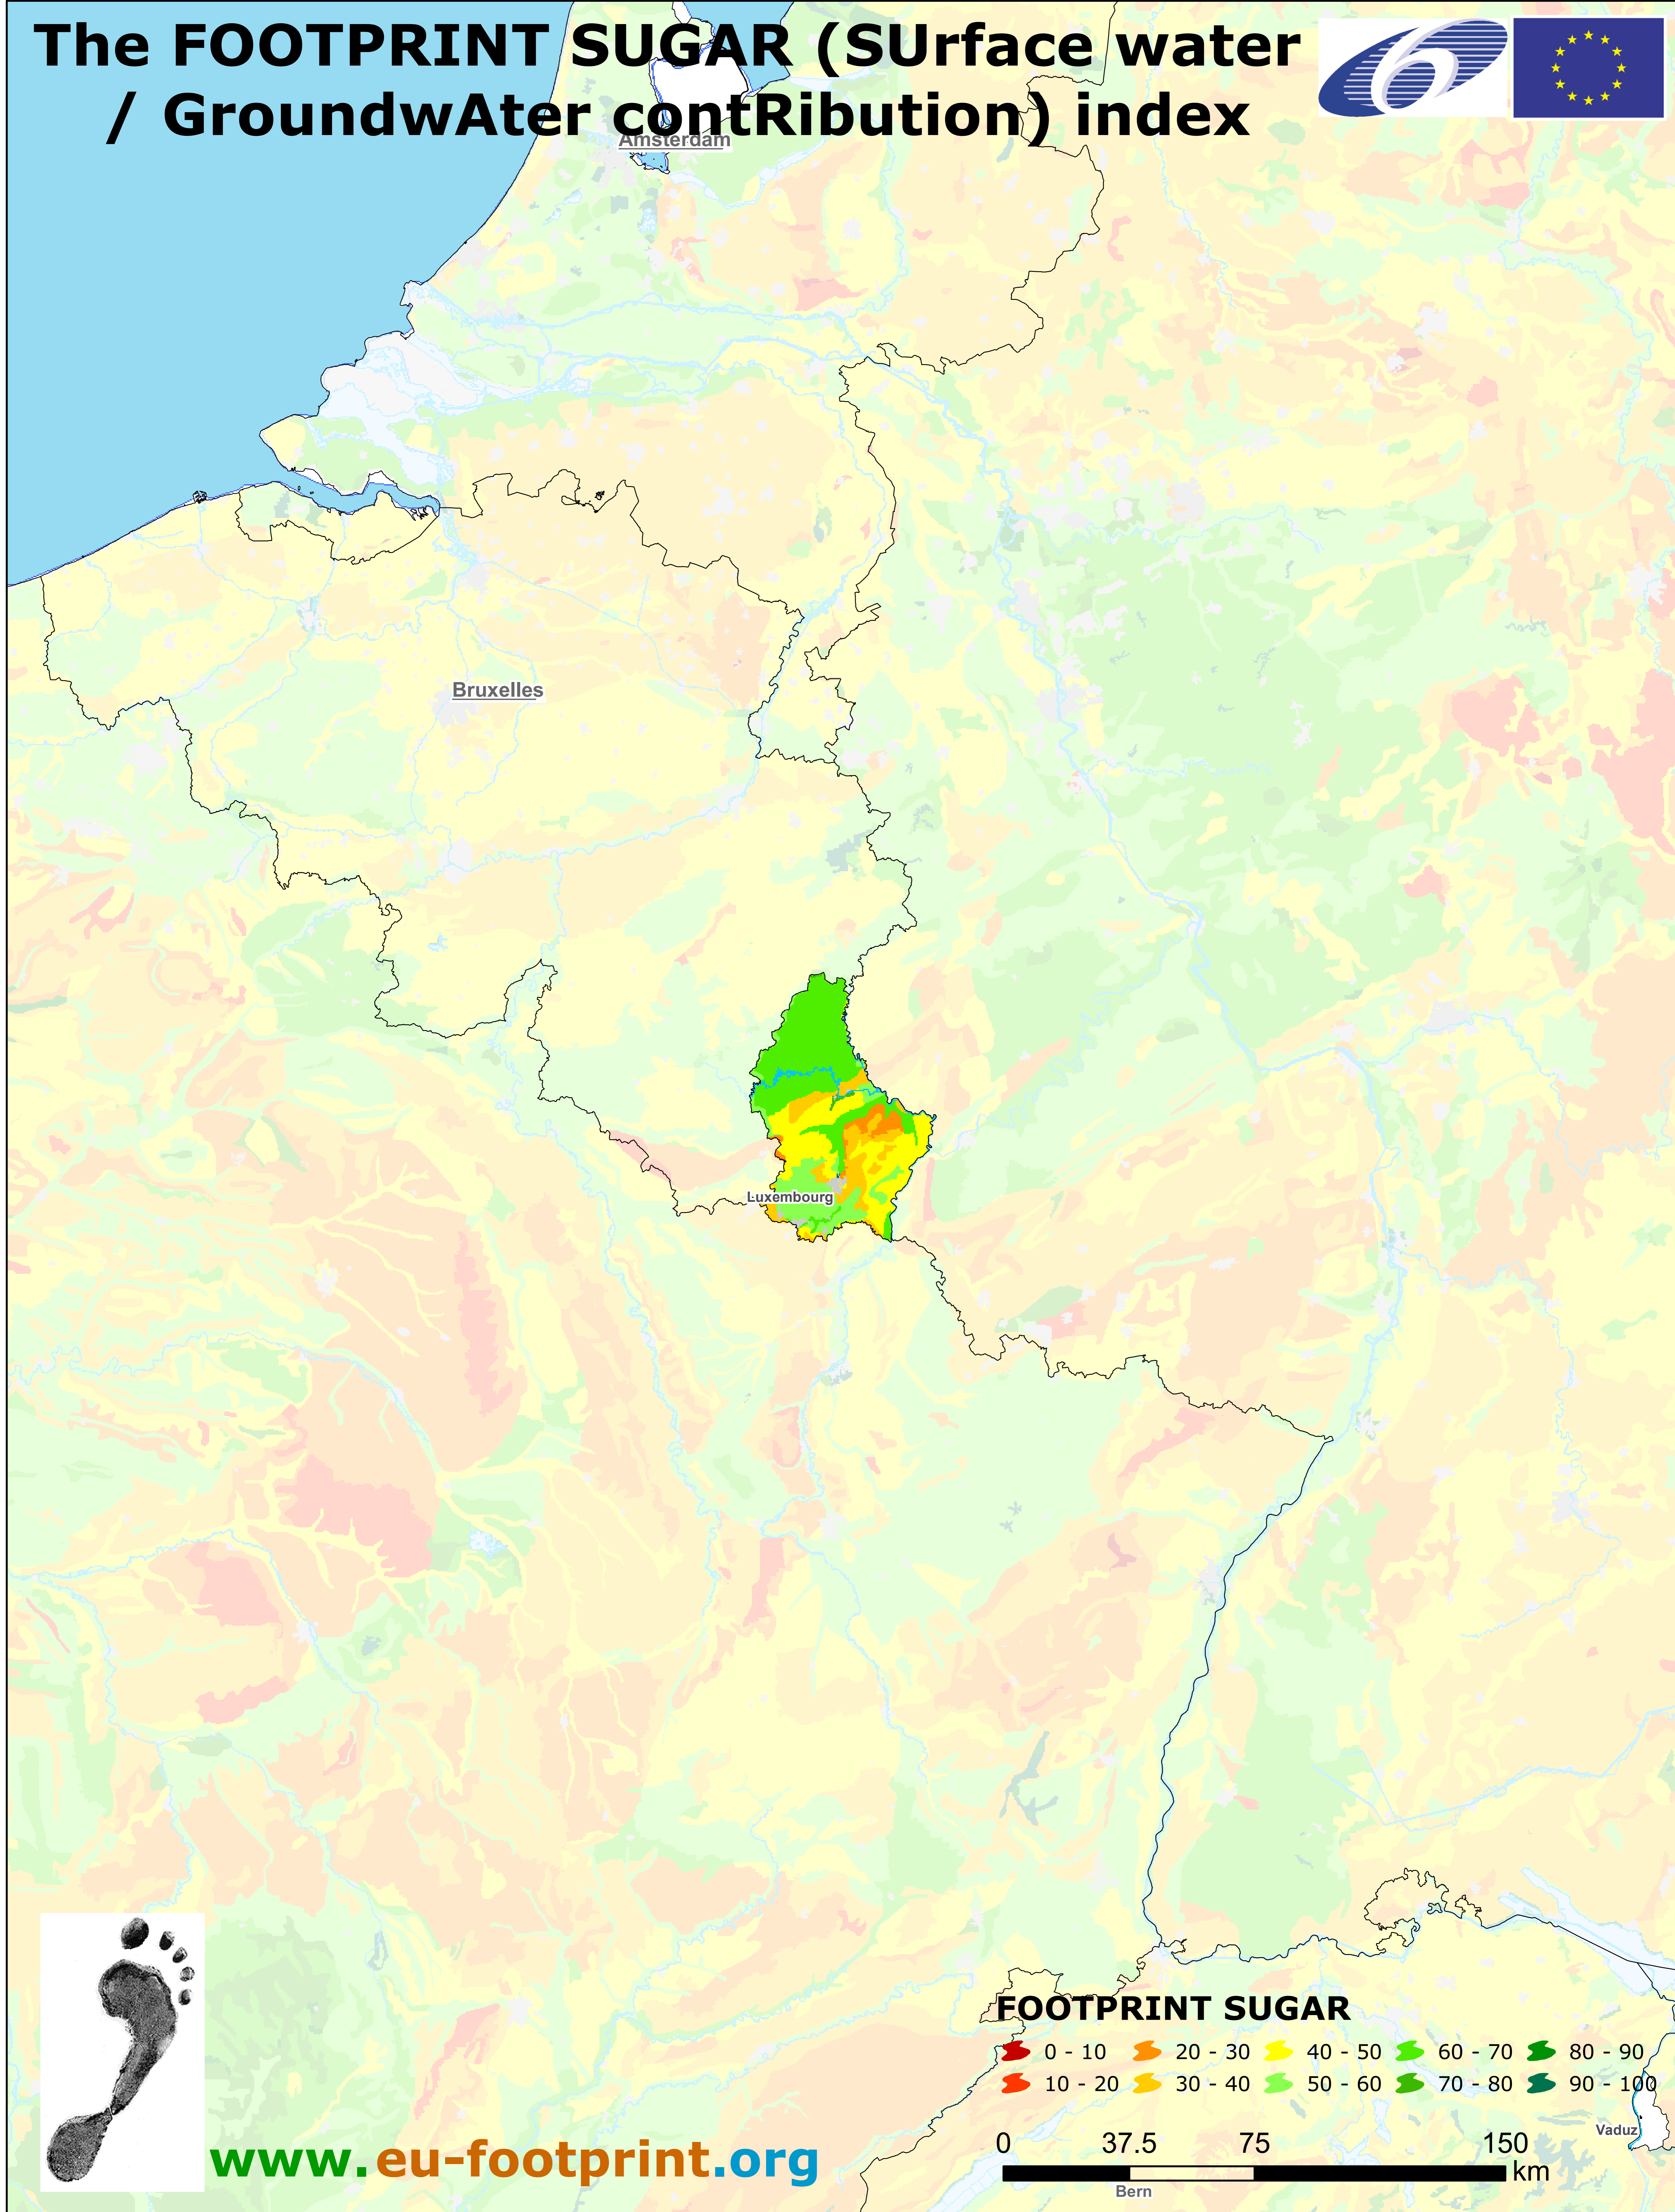 The FOOTPRINT SUGAR (SUrface water
/ GroundwAter contRibution) index
Amsterdam
Bruxelles
Luxembourg
FOOTPRINT SUGAR
0 - 10 20 - 30 40 - 50 60 - 70 80 - 90
10 - 20 30 - 40 50 - 60 70 - 80 90 - 100
Vaduz
0 37.5 75 150
km
Bern
www.eu-footprint.org